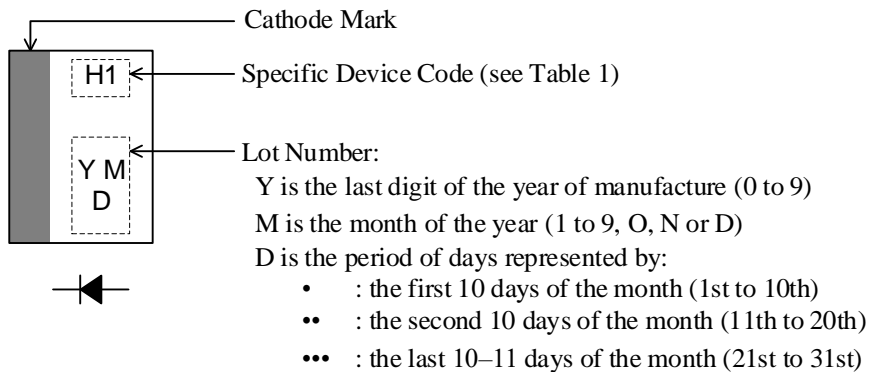 Cathode Mark
H1
Specific Device Code (see Table 1)
Lot Number:
Y M
D
Y is the last digit of the year of manufacture (0 to 9)
M is the month of the year (1 to 9, O, N or D)
D is the period of days represented by:
• : the first 10 days of the month (1st to 10th)
•• : the second 10 days of the month (11th to 20th)
••• : the last 10–11 days of the month (21st to 31st)